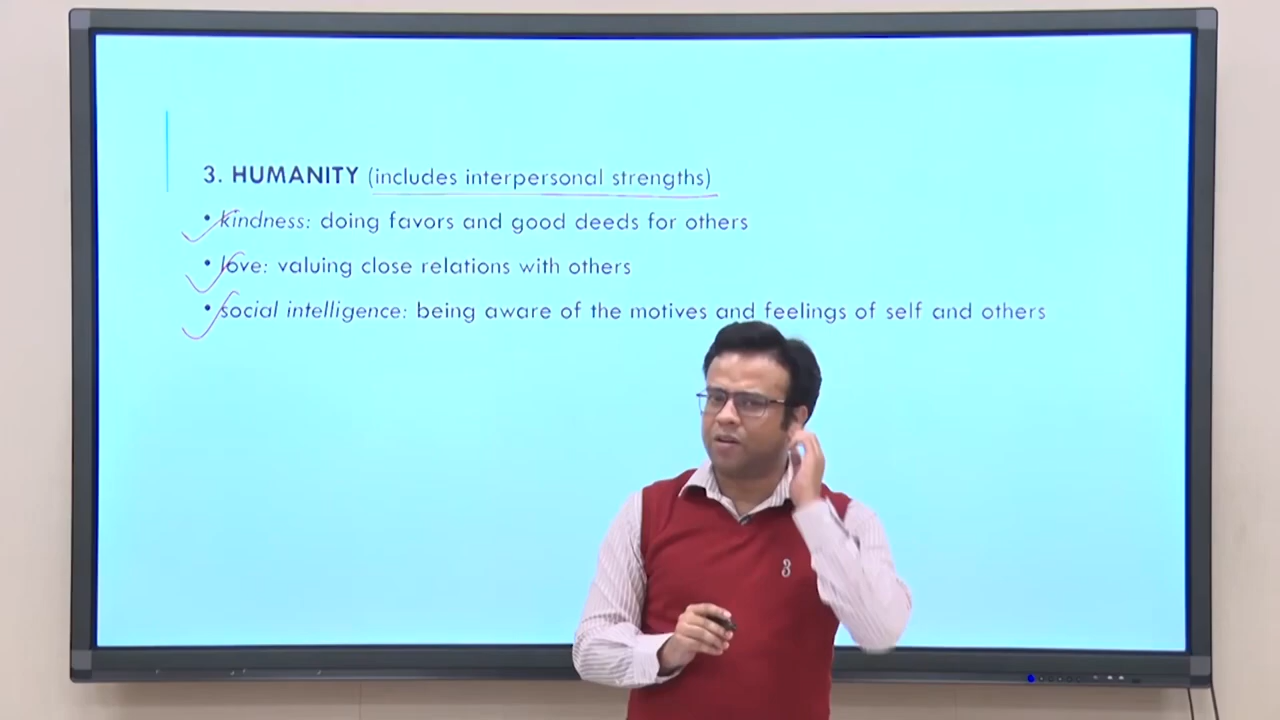 3. HUMANITY (includes interpersonal strengths)
• kindness: doing favors and good deeds for others
• love: valuing close relations with others
• social intelligence: being aware of the motives and feelings of self and others